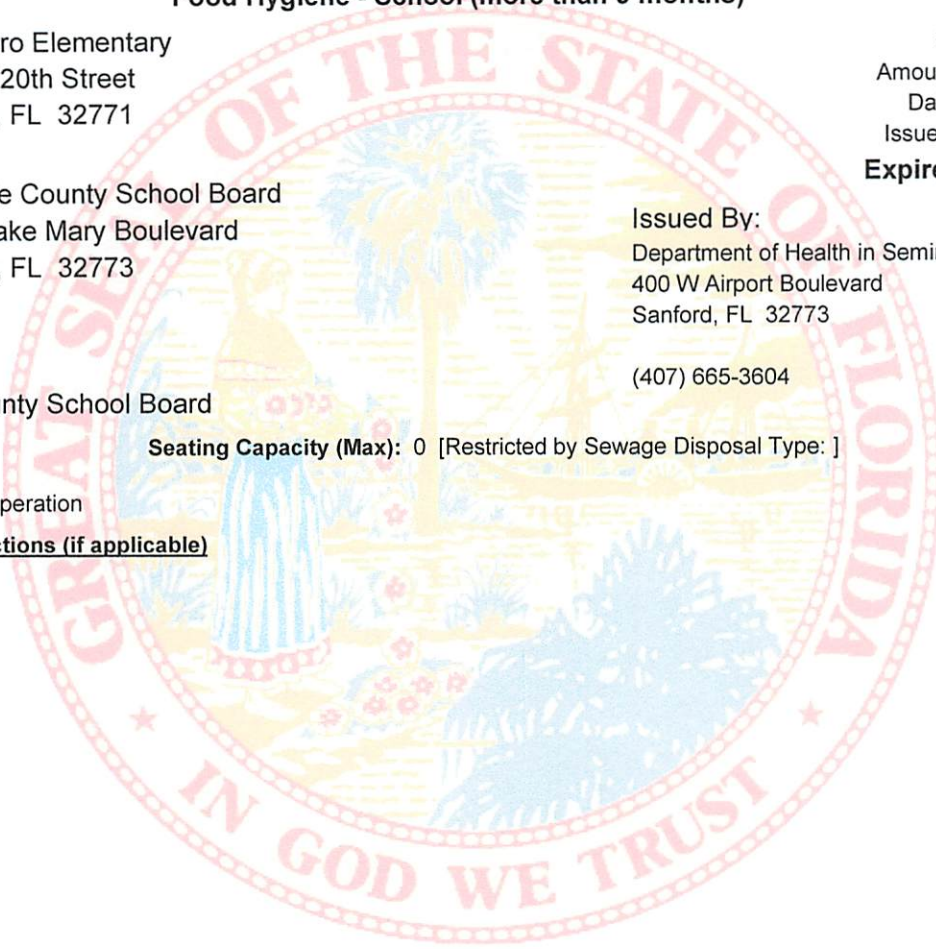 Food Hygiene - School (more than 9 months)
ro Elementary
20th Street
FL 32771
Amou
Da
Issue
Expire
e County School Board
ake Mary Boulevard
FL 32773
Issued By:
Department of Health in Semi
400 W Airport Boulevard
Sanford, FL 32773
(407) 665-3604
nty School Board
Seating Capacity (Max): 0 [Restricted by Sewage Disposal Type: ]
peration
ctions (if applicable)
GREAT SEAL OF THE STATE OF FLORIDA
IN GOD WE TRUST